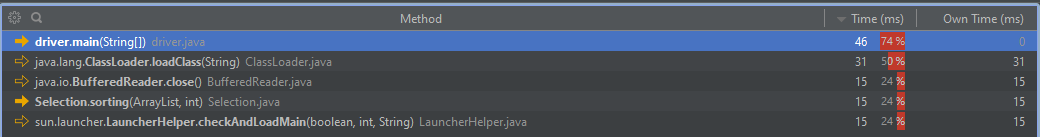 Method Time (ms) Own Time (ms)
driver.main(String[]) driver.java 46 74 % 0
java.lang.ClassLoader.loadClass(String) ClassLoader.java 31 50 % 31
java.io.BufferedReader.close() BufferedReader.java 15 24 % 15
Selection.sorting(ArrayList, int) Selection.java 15 24 % 15
sun.launcher.LauncherHelper.checkAndLoadMain(boolean, int, String) LauncherHelper.java 15 24 % 15